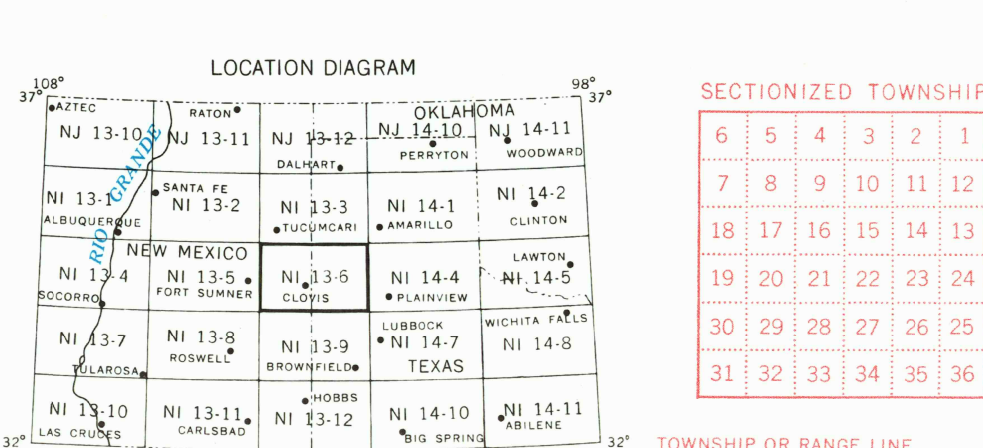 LOCATION DIAGRAM
108° 98°
37° 37°
AZTEC RATON OKLAHOMA
NJ 13-10 NJ 13-11 NJ 13-12 NJ 14-10 NJ 14-11
DALHART PERRYTON WOODWARD
RIO GRANDE
SANTA FE
NI 13-1 NI 13-2 NI 13-3 NI 14-1 NI 14-2
ALBUQUERQUE TUCUMCARI AMARILLO CLINTON
NEW MEXICO LAWTON
NI 13-4 NI 13-5 NI 13-6 NI 14-4 NI 14-5
SOCORRO FORT SUMNER CLOVIS PLAINVIEW
LUBBOCK WICHITA FALLS
NI 13-7 NI 13-8 NI 13-9 NI 14-7 NI 14-8
TULAROSA ROSWELL BROWNFIELD TEXAS
HOBBS
NI 13-10 NI 13-11 NI 13-12 NI 14-10 NI 14-11
LAS CRUCES CARLSBAD BIG SPRING ABILENE
32° 32°
SECTIONIZED TOWNSHIP
6 5 4 3 2 1
7 8 9 10 11 12
18 17 16 15 14 13
19 20 21 22 23 24
30 29 28 27 26 25
31 32 33 34 35 36
TOWNSHIP OR RANGE LINE